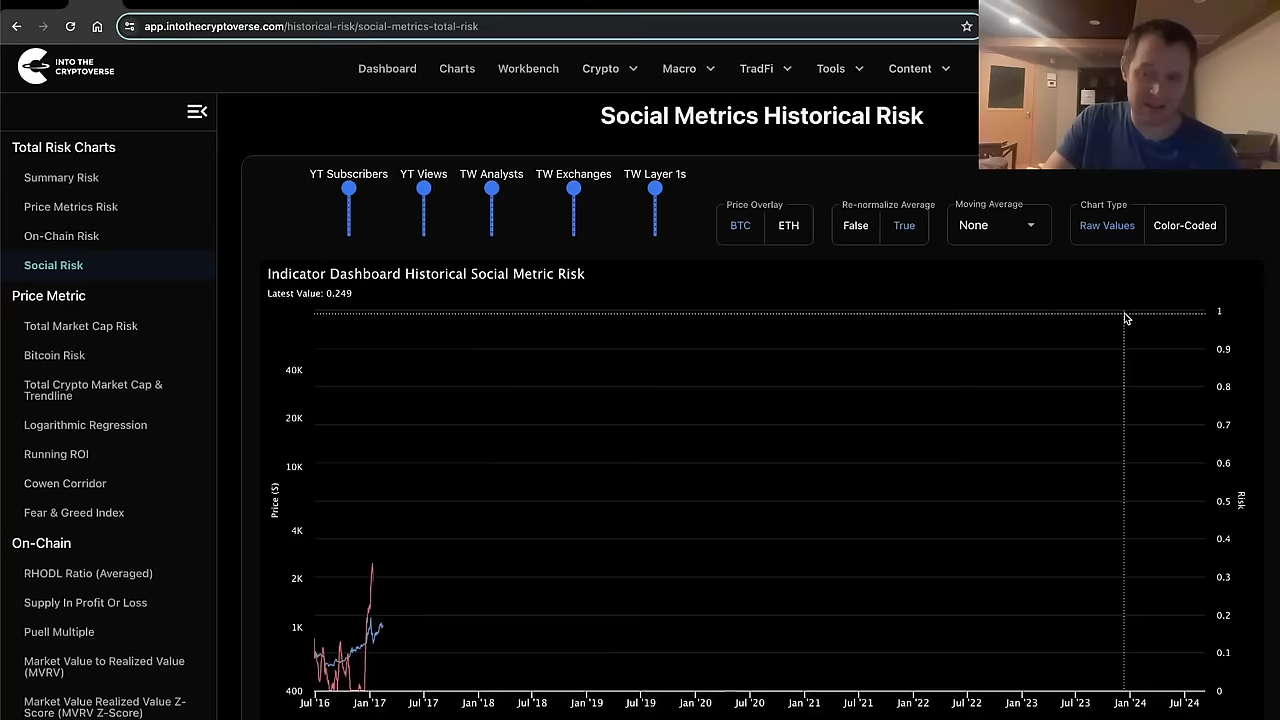 app.intothecryptoverse.com/historical-risk/social-metrics-total-risk
INTO THE
CRYPTOVERSE
Dashboard Charts Workbench Crypto Macro TradFi Tools Content
Social Metrics Historical Risk
Total Risk Charts
Summary Risk
Price Metrics Risk
On-Chain Risk
Social Risk
Price Metric
Total Market Cap Risk
Bitcoin Risk
Total Crypto Market Cap &
Trendline
Logarithmic Regression
Running ROI
Cowen Corridor
Fear & Greed Index
On-Chain
RHODL Ratio (Averaged)
Supply In Profit Or Loss
Puell Multiple
Market Value to Realized Value
(MVRV)
Market Value Realized Value Z-
Score (MVRV Z-Score)
YT Subscribers YT Views TW Analysts TW Exchanges TW Layer 1s
Price Overlay
BTC ETH
Re-normalize Average
False True
Moving Average
None
Chart Type
Raw Values Color-Coded
Indicator Dashboard Historical Social Metric Risk
Latest Value: 0.249
40K
20K
10K
4K
2K
1K
400
Price ($)
1
0.9
0.8
0.7
0.6
0.5
0.4
0.3
0.2
0.1
0
Risk
Jul '16 Jan '17 Jul '17 Jan '18 Jul '18 Jan '19 Jul '19 Jan '20 Jul '20 Jan '21 Jul '21 Jan '22 Jul '22 Jan '23 Jul '23 Jan '24 Jul '24